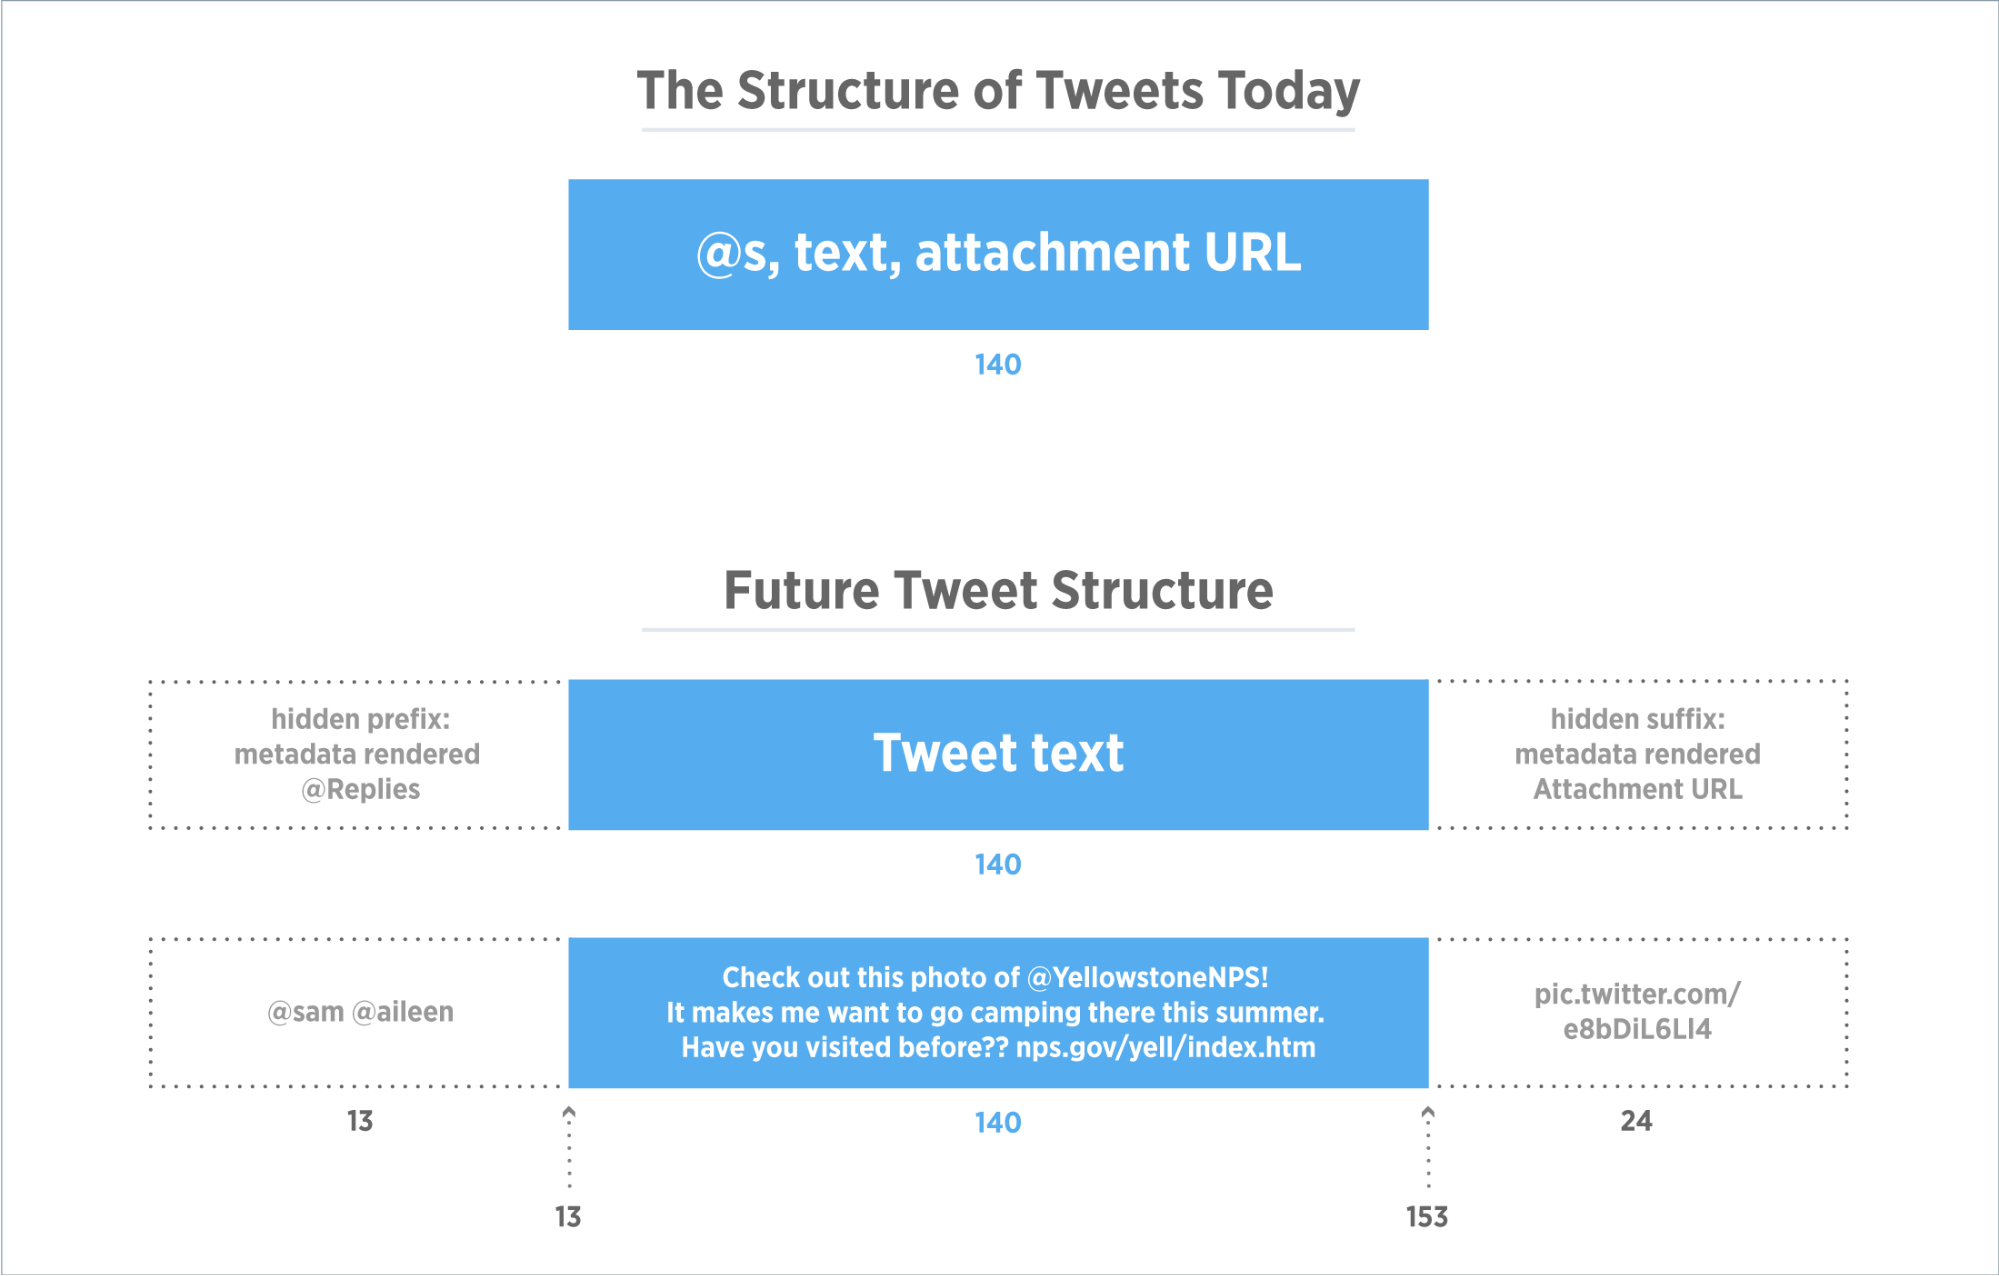 The Structure of Tweets Today
@s, text, attachment URL
140
Future Tweet Structure
hidden prefix:
metadata rendered
@Replies
Tweet text
hidden suffix:
metadata rendered
Attachment URL
140
@sam @aileen
Check out this photo of @YellowstoneNPS!
It makes me want to go camping there this summer.
Have you visited before?? nps.gov/yell/index.htm
pic.twitter.com/
e8bDiL6LI4
13
140
24
13
153